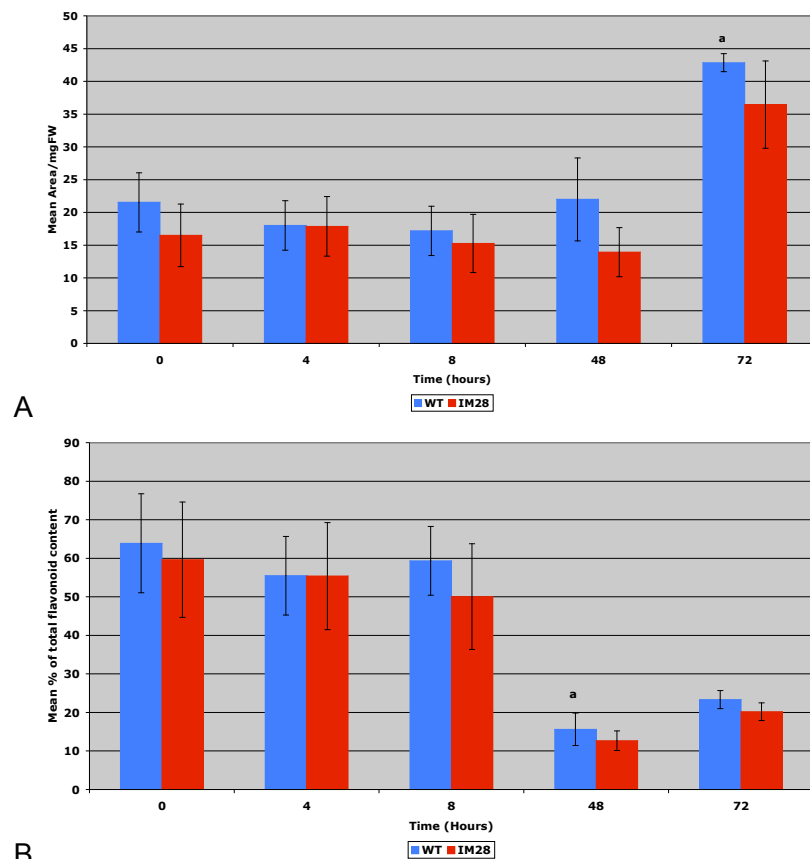 50
45
40
35
30
25
20
15
10
5
0
Mean Area/mgFW
a
0 4 8 48 72
Time (hours)
WT IM28
A
90
80
70
60
50
40
30
20
10
0
Mean % of total flavonoid content
a
0 4 8 48 72
Time (Hours)
WT IM28
B